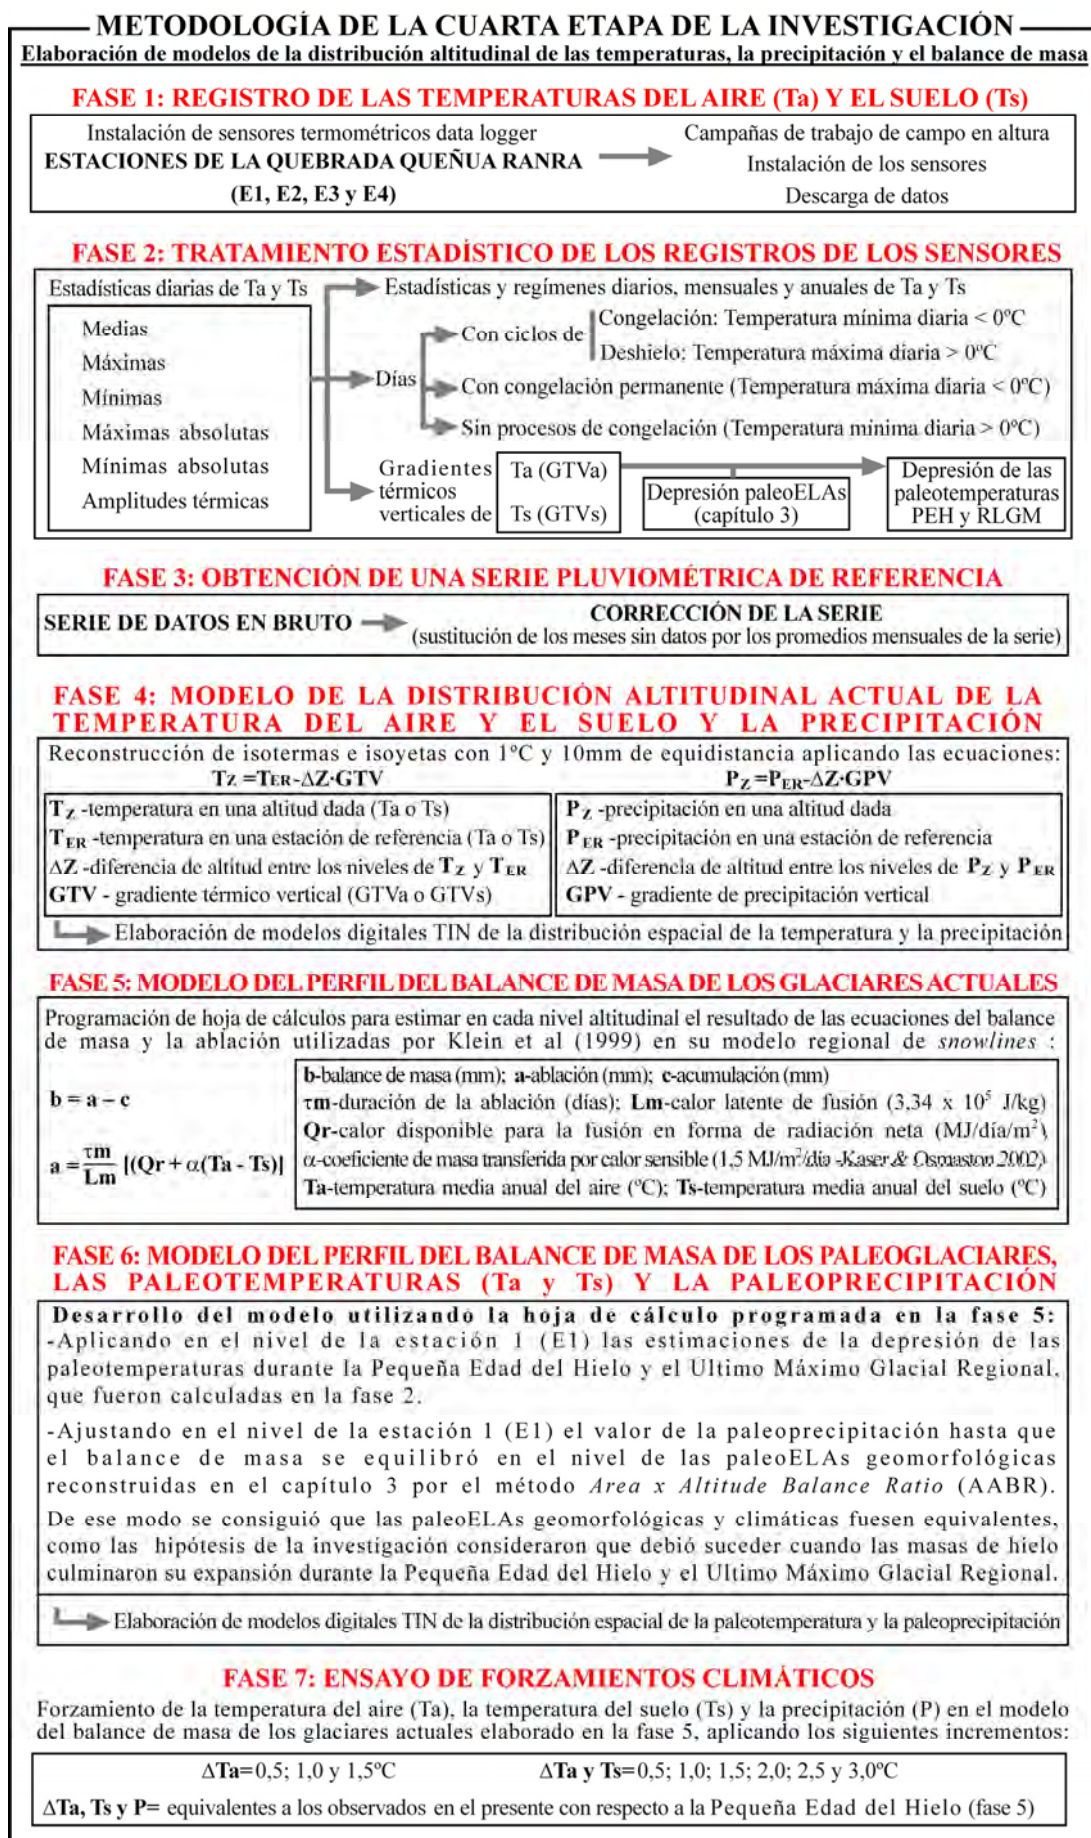 METODOLOGÍA DE LA CUARTA ETAPA DE LA INVESTIGACIÓN
Elaboración de modelos de la distribución altitudinal de las temperaturas, la precipitación y el balance de masa
FASE 1: REGISTRO DE LAS TEMPERATURAS DEL AIRE (Ta) Y EL SUELO (Ts)
Instalación de sensores termométricos data logger
ESTACIONES DE LA QUEBRADA QUEÑUA RANRA
(E1, E2, E3 y E4)
Campañas de trabajo de campo en altura
Instalación de los sensores
Descarga de datos
FASE 2: TRATAMIENTO ESTADÍSTICO DE LOS REGISTROS DE LOS SENSORES
Estadísticas diarias de Ta y Ts
Medias
Máximas
Mínimas
Máximas absolutas
Mínimas absolutas
Amplitudes térmicas
Estadísticas y regímenes diarios, mensuales y anuales de Ta y Ts
Días
Con ciclos de
Congelación: Temperatura mínima diaria < 0ºC
Deshielo: Temperatura máxima diaria > 0ºC
Con congelación permanente (Temperatura máxima diaria < 0ºC)
Sin procesos de congelación (Temperatura mínima diaria > 0ºC)
Gradientes
térmicos
verticales de
Ta (GTVa)
Ts (GTVs)
Depresión paleoELAs
(capítulo 3)
Depresión de las
paleotemperaturas
PEH y RLGM
FASE 3: OBTENCIÓN DE UNA SERIE PLUVIOMÉTRICA DE REFERENCIA
SERIE DE DATOS EN BRUTO
CORRECCIÓN DE LA SERIE
(sustitución de los meses sin datos por los promedios mensuales de la serie)
FASE 4: MODELO DE LA DISTRIBUCIÓN ALTITUDINAL ACTUAL DE LA
TEMPERATURA DEL AIRE Y EL SUELO Y LA PRECIPITACIÓN
Reconstrucción de isotermas e isoyetas con 1ºC y 10mm de equidistancia aplicando las ecuaciones:
Tz =TER-ΔZ·GTV
PZ=PER-ΔZ·GPV
TZ -temperatura en una altitud dada (Ta o Ts)
TER -temperatura en una estación de referencia (Ta o Ts)
ΔZ -diferencia de altitud entre los niveles de TZ y TER
GTV - gradiente térmico vertical (GTVa o GTVs)
PZ -precipitación en una altitud dada
PER -precipitación en una estación de referencia
ΔZ -diferencia de altitud entre los niveles de PZ y PER
GPV - gradiente de precipitación vertical
Elaboración de modelos digitales TIN de la distribución espacial de la temperatura y la precipitación
FASE 5: MODELO DEL PERFIL DEL BALANCE DE MASA DE LOS GLACIARES ACTUALES
Programación de hoja de cálculos para estimar en cada nivel altitudinal el resultado de las ecuaciones del balance
de masa y la ablación utilizadas por Klein et al (1999) en su modelo regional de snowlines :
b = a – c
a = τm/Lm [(Qr + α(Ta - Ts)]
b-balance de masa (mm); a-ablación (mm); c-acumulación (mm)
τm-duración de la ablación (días); Lm-calor latente de fusión (3,34 x 10⁵ J/kg)
Qr-calor disponible para la fusión en forma de radiación neta (MJ/día/m²)
α-coeficiente de masa transferida por calor sensible (1,5 MJ/m²/día -Kaser & Osmaston 2002)
Ta-temperatura media anual del aire (ºC); Ts-temperatura media anual del suelo (ºC)
FASE 6: MODELO DEL PERFIL DEL BALANCE DE MASA DE LOS PALEOGLACIARES,
LAS PALEOTEMPERATURAS (Ta y Ts) Y LA PALEOPRECIPITACIÓN
Desarrollo del modelo utilizando la hoja de cálculo programada en la fase 5:
-Aplicando en el nivel de la estación 1 (E1) las estimaciones de la depresión de las
paleotemperaturas durante la Pequeña Edad del Hielo y el Último Máximo Glacial Regional,
que fueron calculadas en la fase 2.
-Ajustando en el nivel de la estación 1 (E1) el valor de la paleoprecipitación hasta que
el balance de masa se equilibró en el nivel de las paleoELAs geomorfológicas
reconstruidas en el capítulo 3 por el método Area x Altitude Balance Ratio (AABR).
De ese modo se consiguió que las paleoELAs geomorfológicas y climáticas fuesen equivalentes,
como las hipótesis de la investigación consideraron que debió suceder cuando las masas de hielo
culminaron su expansión durante la Pequeña Edad del Hielo y el Ultimo Máximo Glacial Regional.
Elaboración de modelos digitales TIN de la distribución espacial de la paleotemperatura y la paleoprecipitación
FASE 7: ENSAYO DE FORZAMIENTOS CLIMÁTICOS
Forzamiento de la temperatura del aire (Ta), la temperatura del suelo (Ts) y la precipitación (P) en el modelo
del balance de masa de los glaciares actuales elaborado en la fase 5, aplicando los siguientes incrementos:
ΔTa=0,5; 1,0 y 1,5ºC
ΔTa y Ts=0,5; 1,0; 1,5; 2,0; 2,5 y 3,0ºC
ΔTa, Ts y P= equivalentes a los observados en el presente con respecto a la Pequeña Edad del Hielo (fase 5)